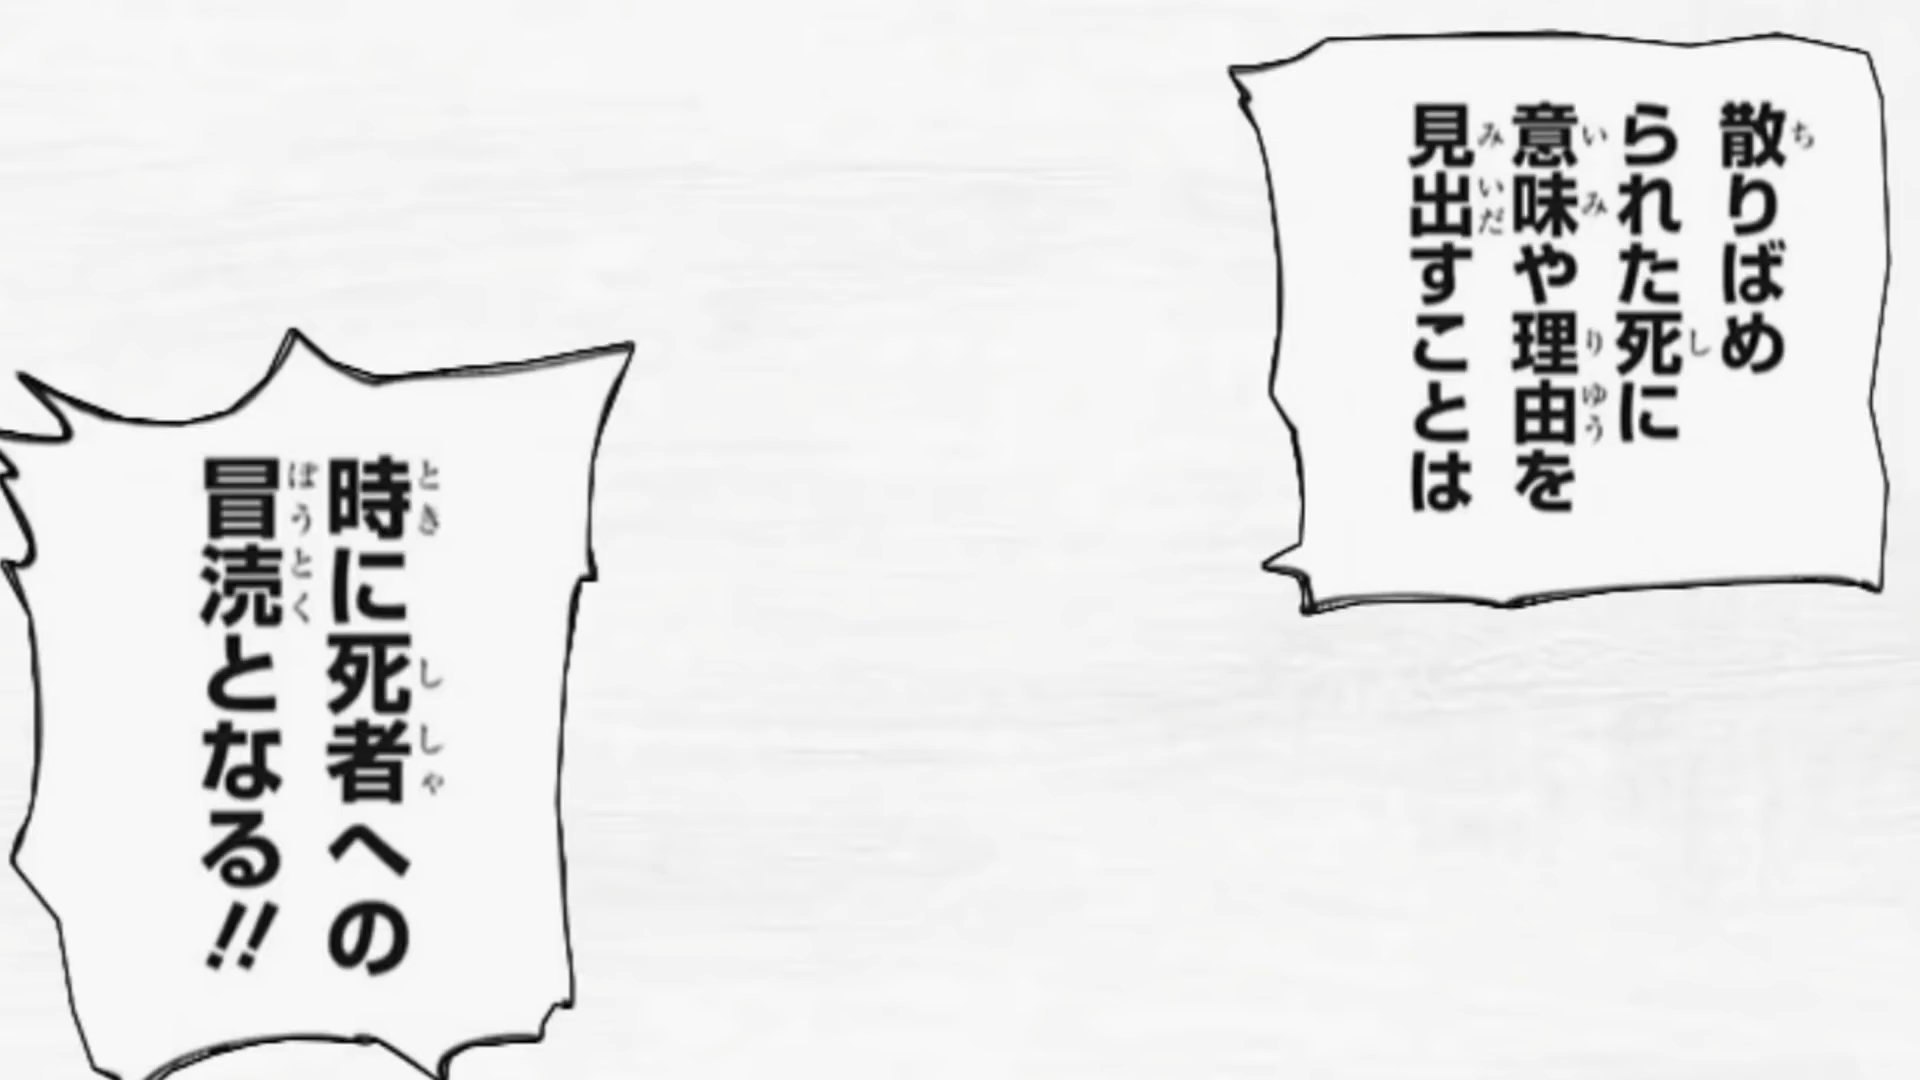 散りばめ
られた死に
意味や理由を
見出すことは
時に死者への
冒涜となる!!